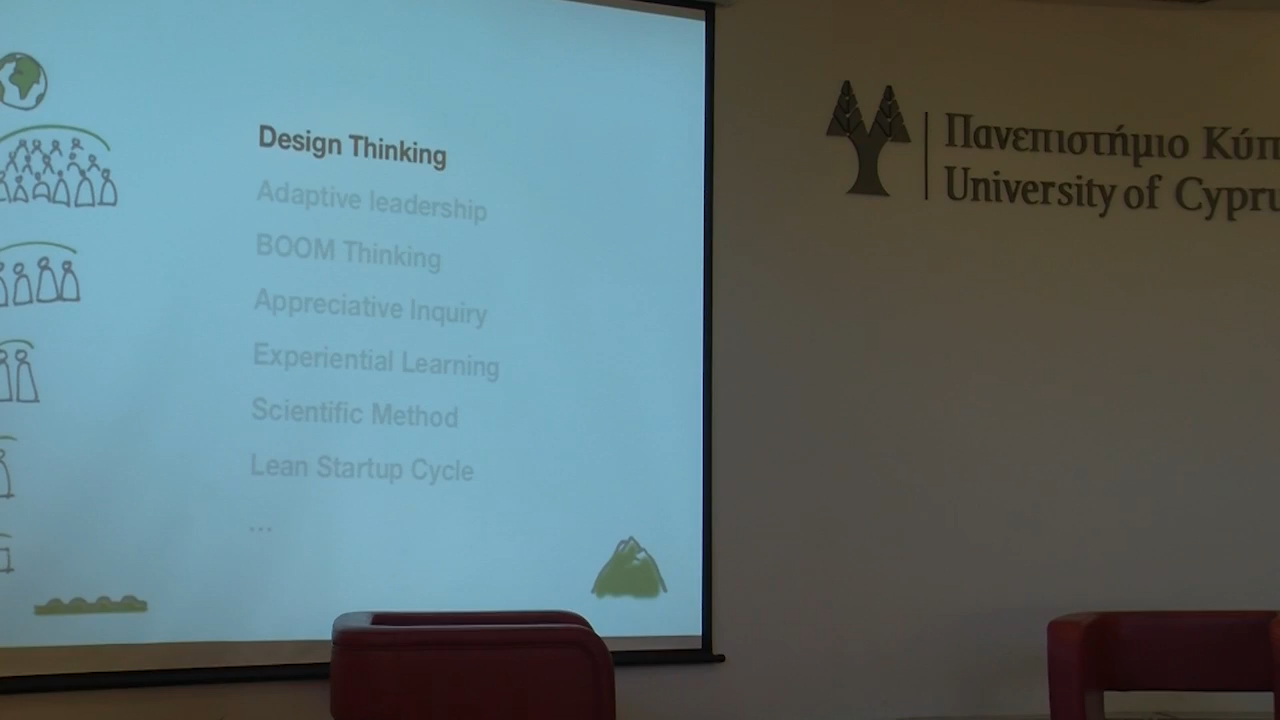 Design Thinking
Adaptive leadership
BOOM Thinking
Appreciative Inquiry
Experiential Learning
Scientific Method
Lean Startup Cycle
...
Πανεπιστήμιο Κύπ
University of Cypru